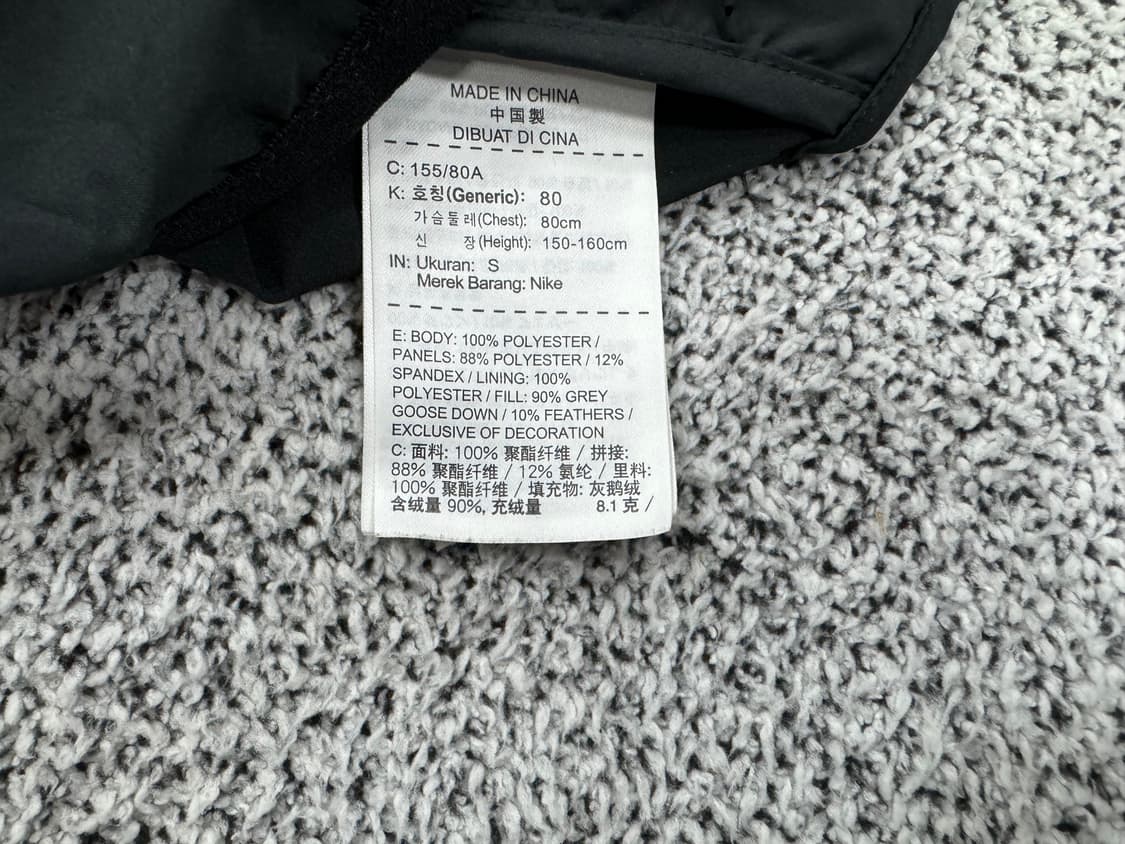 MADE IN CHINA
中国製
DIBUAT DI CINA
C: 155/80A
K: 호칭(Generic): 80
가슴둘레(Chest): 80cm
신 장(Height): 150-160cm
IN: Ukuran: S
Merek Barang: Nike
E: BODY: 100% POLYESTER /
PANELS: 88% POLYESTER / 12%
SPANDEX / LINING: 100%
POLYESTER / FILL: 90% GREY
GOOSE DOWN / 10% FEATHERS /
EXCLUSIVE OF DECORATION
C: 面料: 100% 聚酯纤维 / 拼接:
88% 聚酯纤维 / 12% 氨纶 / 里料:
100% 聚酯纤维 / 填充物: 灰鹅绒
含绒量 90%, 充绒量 8.1 克 /